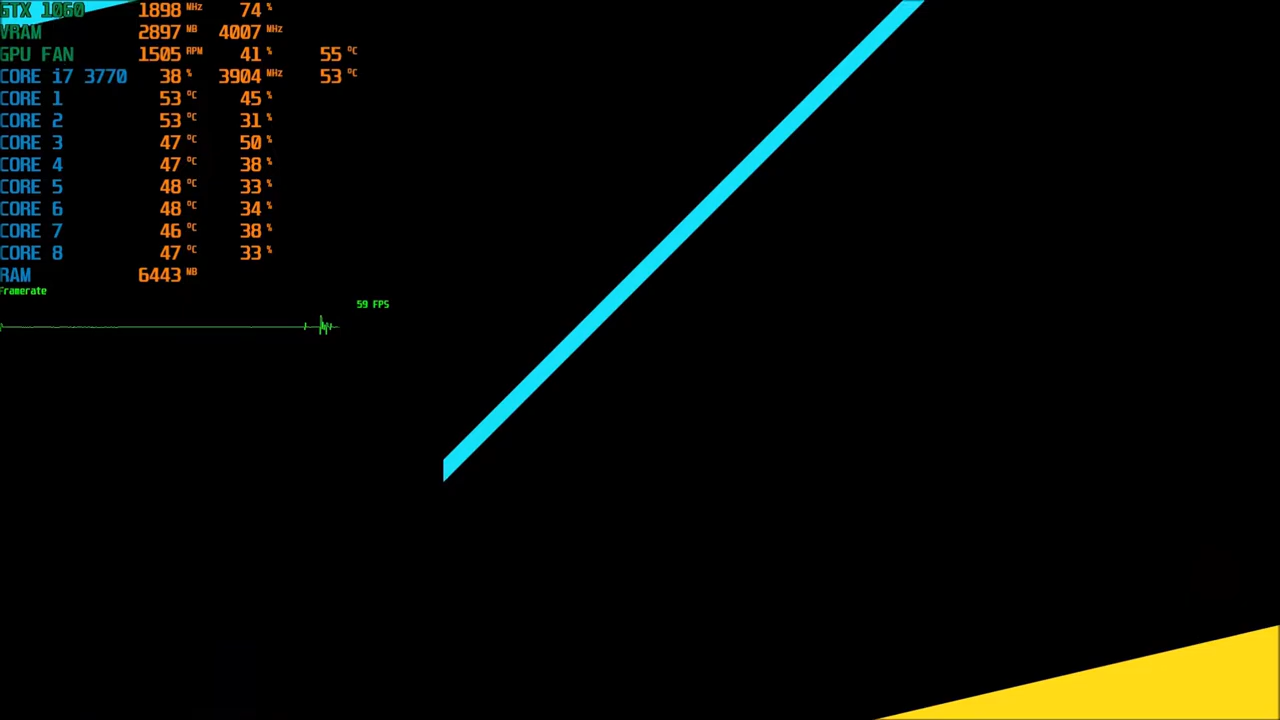 GTX 1060 1898 MHz 74 %
VRAM 2897 MB 4007 MHz
GPU FAN 1505 RPM 41 % 55 °C
CORE i7 3770 38 % 3904 MHz 53 °C
CORE 1 53 °C 45 %
CORE 2 53 °C 31 %
CORE 3 47 °C 50 %
CORE 4 47 °C 38 %
CORE 5 48 °C 33 %
CORE 6 48 °C 34 %
CORE 7 46 °C 38 %
CORE 8 47 °C 33 %
RAM 6443 MB
Framerate
59 FPS